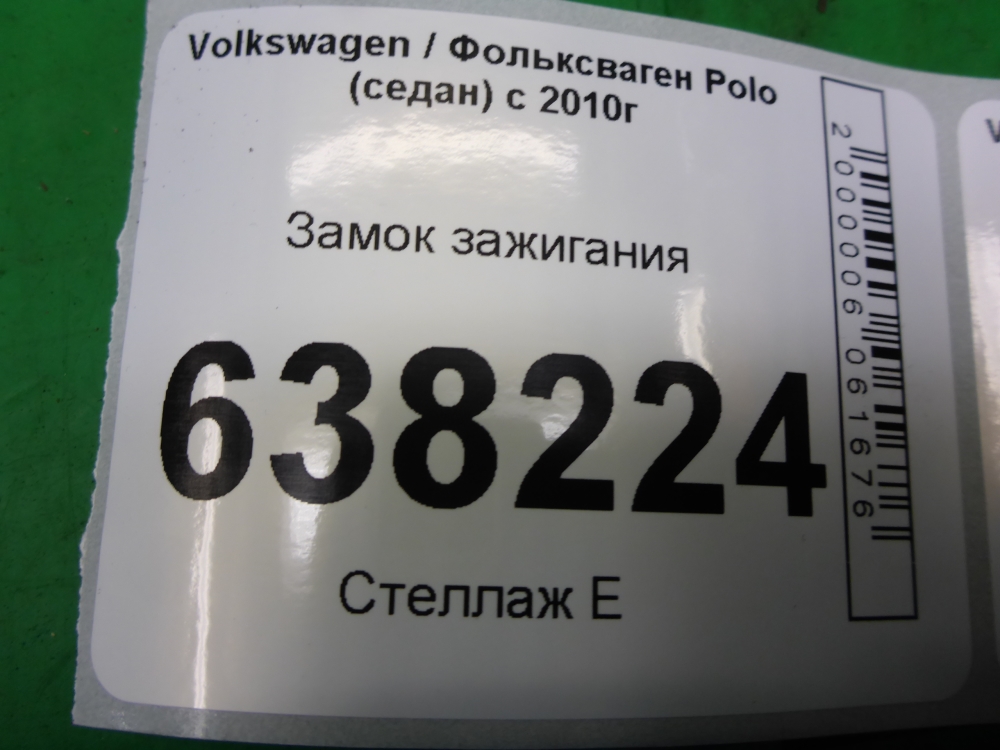 Volkswagen / Фольксваген Polo
(седан) с 2010г
Замок зажигания
638224
Стеллаж Е
2000006061676